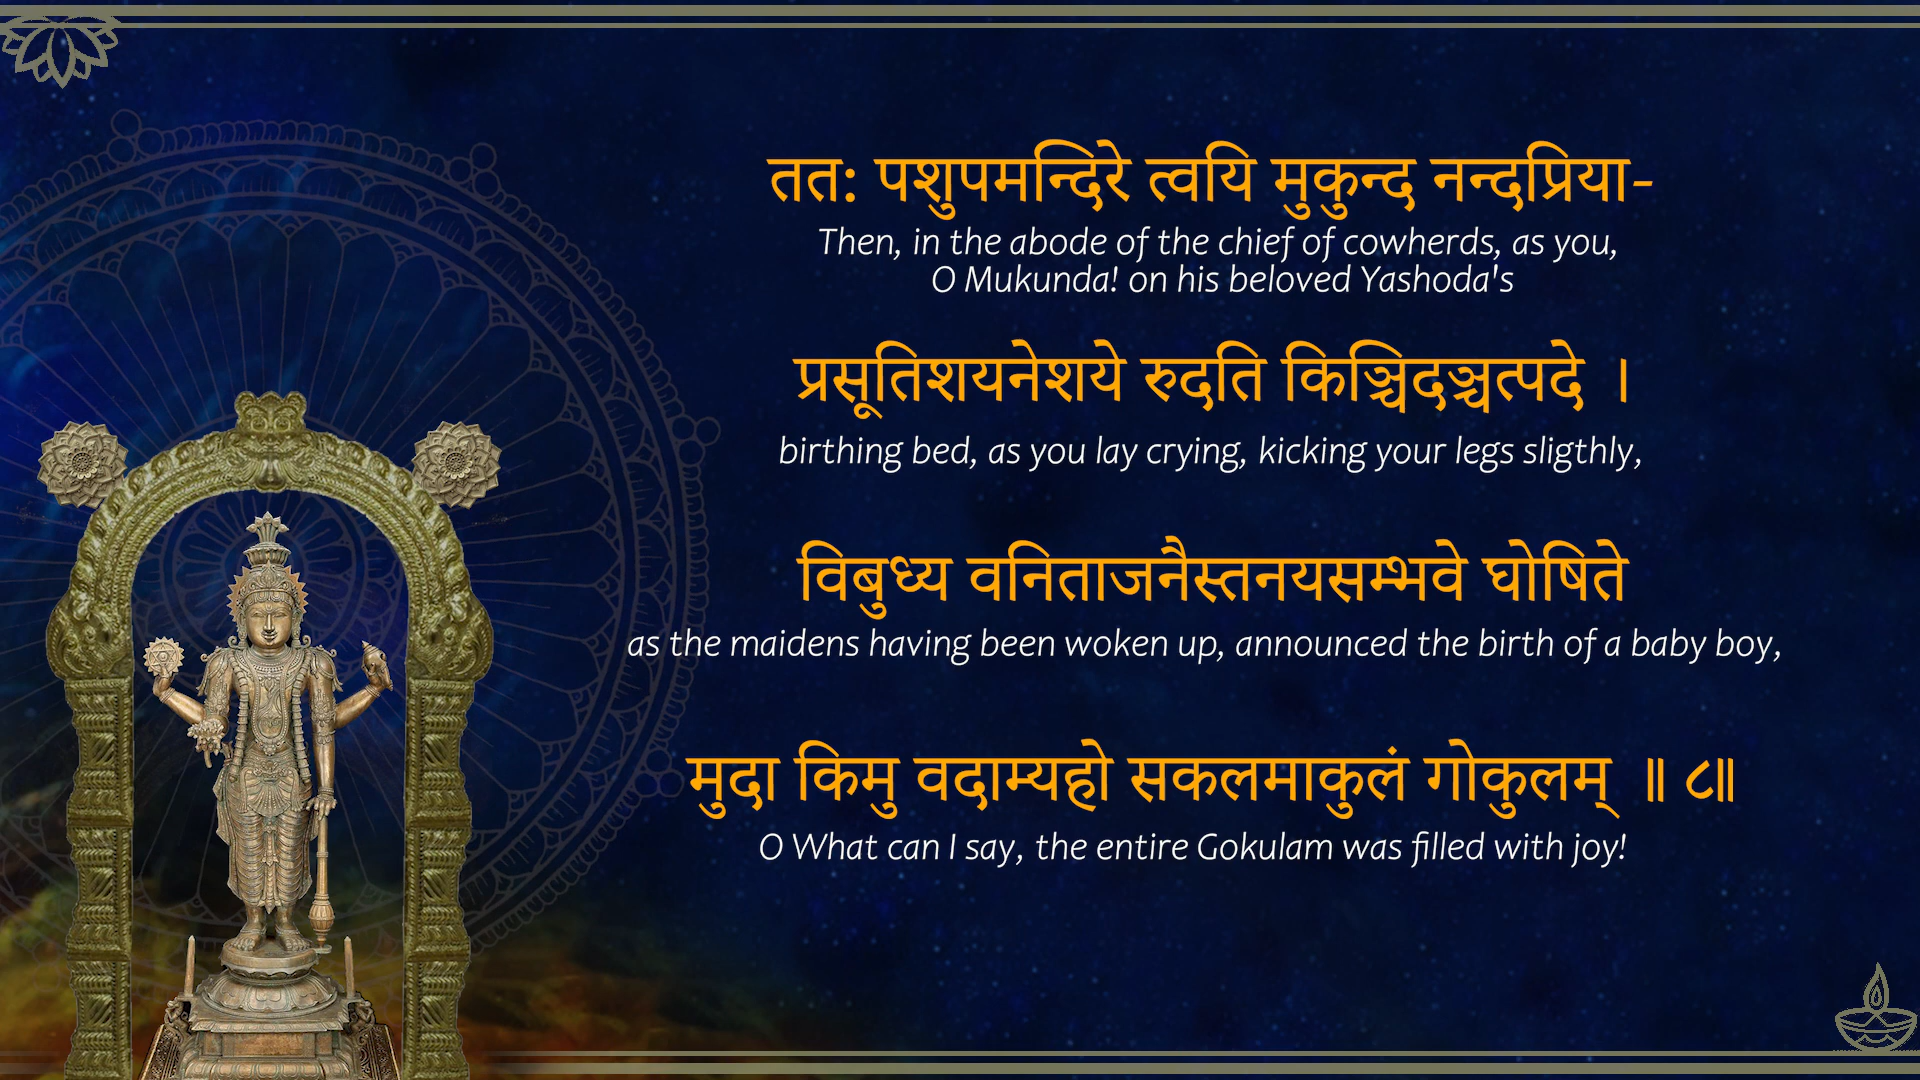 तत: पशुपमन्दिरे त्वयि मुकुन्द नन्दप्रिया-
Then, in the abode of the chief of cowherds, as you,
O Mukunda! on his beloved Yashoda's
प्रसूतिशयनेशये रुदति किञ्चिदञ्चत्पदे ।
birthing bed, as you lay crying, kicking your legs sligthly,
विबुध्य वनिताजनैस्तनयसम्भवे घोषिते
as the maidens having been woken up, announced the birth of a baby boy,
मुदा किमु वदाम्यहो सकलमाकुलं गोकुलम् ॥ ८॥
O What can I say, the entire Gokulam was filled with joy!